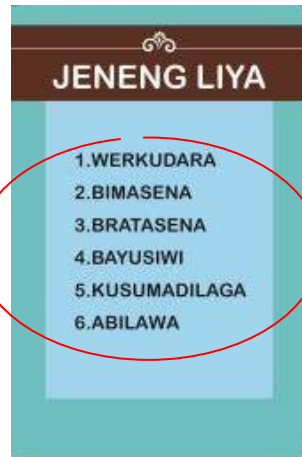 JENENG LIYA
1.WERKUDARA
2.BIMASENA
3.BRATASENA
4.BAYUSIWI
5.KUSUMADILAGA
6.ABILAWA